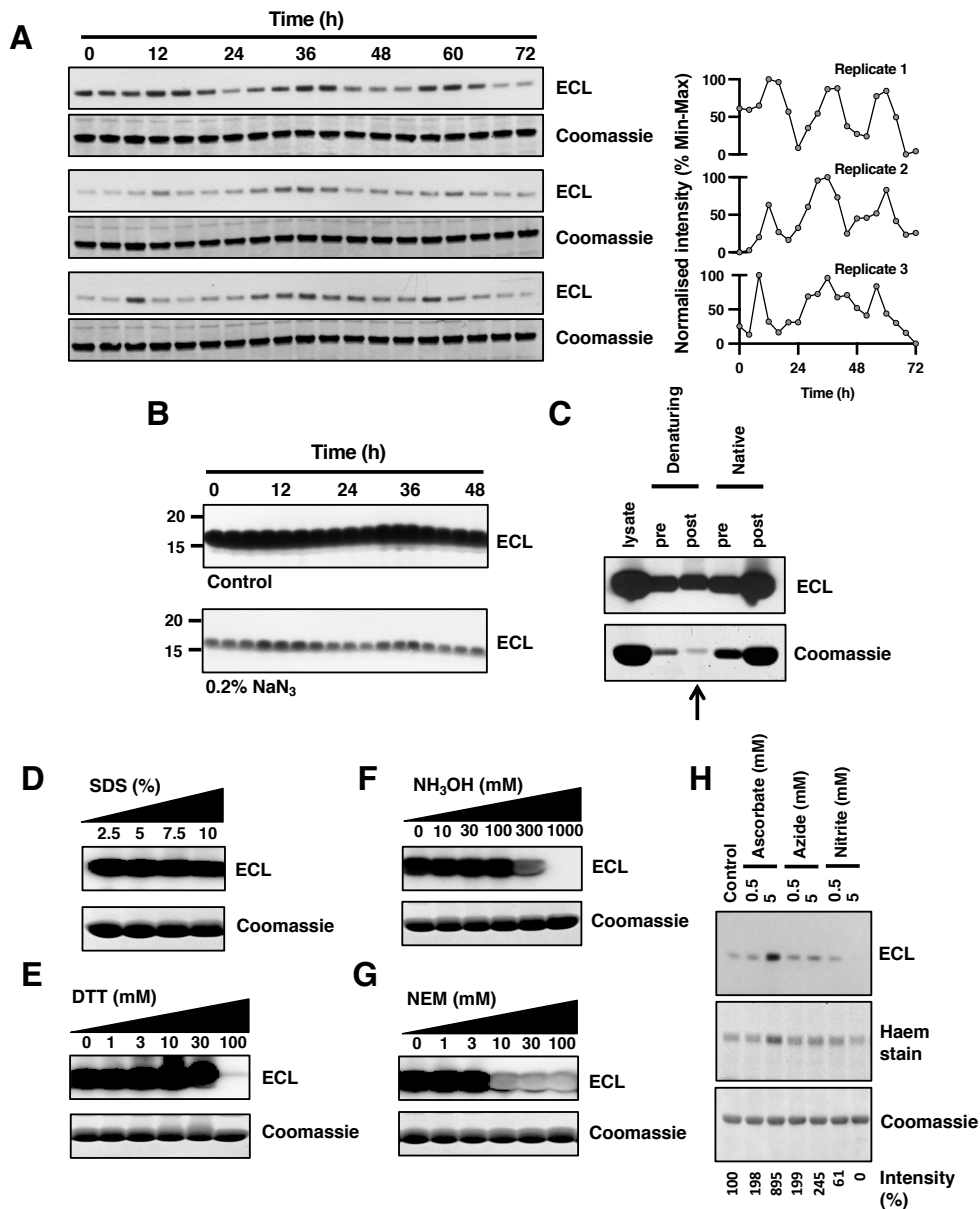 A
Time (h)
0 12 24 36 48 60 72
ECL
Coomassie
ECL
Coomassie
ECL
Coomassie
Normalised intensity (% Min-Max)
Replicate 1
100
50
0
Replicate 2
100
50
0
Replicate 3
100
50
0
0 24 48 72
Time (h)
B
Time (h)
0 12 24 36 48
20
15
ECL
Control
20
15
ECL
0.2% NaN₃
C
Denaturing Native
lysate pre post pre post
ECL
Coomassie
D
SDS (%)
2.5 5 7.5 10
ECL
Coomassie
E
DTT (mM)
0 1 3 10 30 100
ECL
Coomassie
F
NH₃OH (mM)
0 10 30 100 300 1000
ECL
Coomassie
G
NEM (mM)
0 1 3 10 30 100
ECL
Coomassie
H
Ascorbate (mM) Azide (mM) Nitrite (mM)
Control 0.5 5 0.5 5 0.5 5
ECL
Haem
stain
Coomassie
100 198 895 199 245 61 0
Intensity
(%)